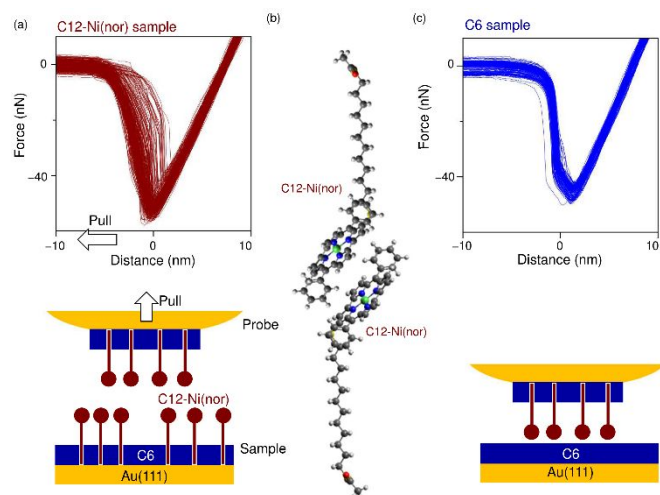 (a)
C12-Ni(nor) sample
0
−20
−40
Force (nN)
Pull
−10
0
10
Distance (nm)
Pull
Probe
C12-Ni(nor)
Sample
C6
Au(111)
(b)
C12-Ni(nor)
C12-Ni(nor)
(c)
C6 sample
0
−20
−40
Force (nN)
−10
0
10
Distance (nm)
C6
Au(111)